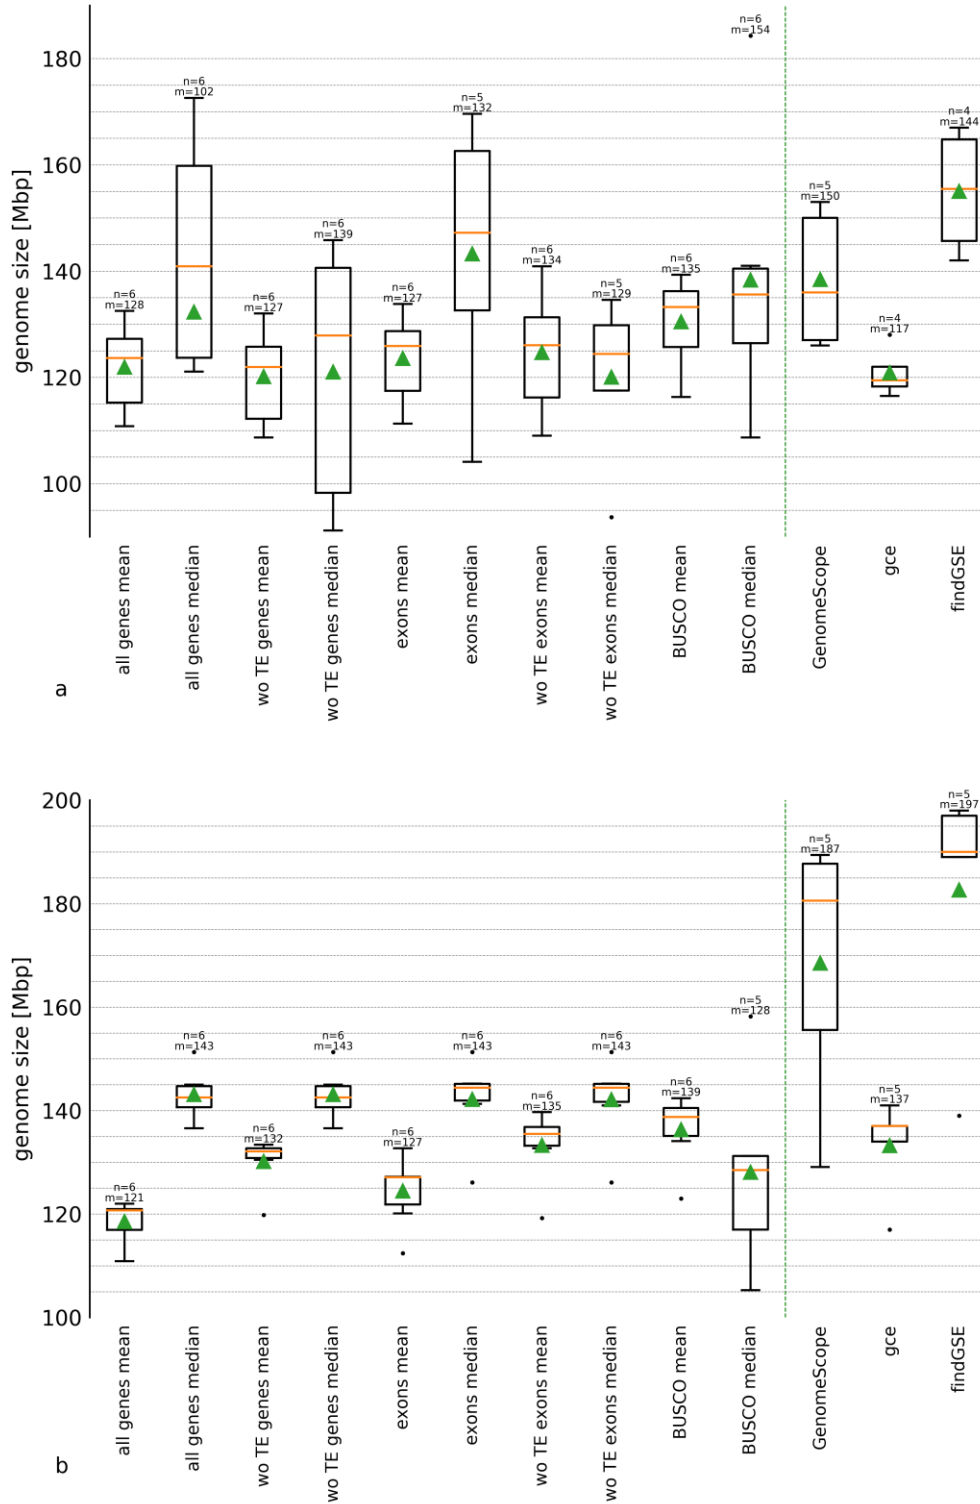 n=6
m=154
180
n=6
m=102
n=5
m=132
n=4
m=144
160
n=5
m=150
n=6
m=139
n=6
m=134
n=6
m=135
140
n=5
m=129
n=6
m=128
n=6
m=127
n=6
m=127
n=4
m=117
120
100
genome size [Mbp]
all genes mean
all genes median
wo TE genes mean
wo TE genes median
exons mean
exons median
wo TE exons mean
wo TE exons median
BUSCO mean
BUSCO median
GenomeScope
gce
findGSE
a
200
n=5
m=197
n=5
m=187
180
160
n=5
m=128
n=6
m=143
n=6
m=143
n=6
m=143
n=6
m=143
140
n=6
m=139
n=5
m=137
n=6
m=135
n=6
m=132
n=6
m=127
n=6
m=121
120
100
genome size [Mbp]
all genes mean
all genes median
wo TE genes mean
wo TE genes median
exons mean
exons median
wo TE exons mean
wo TE exons median
BUSCO mean
BUSCO median
GenomeScope
gce
findGSE
b